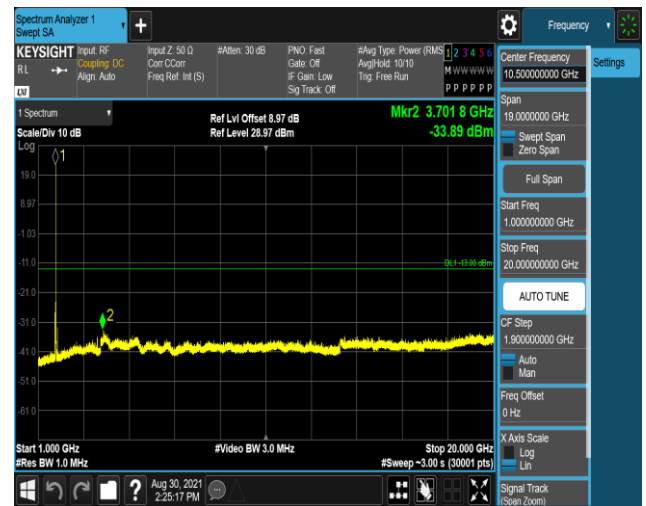 Spectrum Analyzer 1
Swept SA
Frequency
KEYSIGHT
RL
LXI
Input: RF
Coupling: DC
Align: Auto
Input Z: 50 Ω
Corr CCorr
Freq Ref: Int (S)
#Atten: 30 dB
PNO: Fast
Gate: Off
IF Gain: Low
Sig Track: Off
#Avg Type: Power (RMS
Avg|Hold: 10/10
Trig: Free Run
1 2 3 4 5 6
M W W W W W
P P P P P P
1 Spectrum
Scale/Div 10 dB
Log
Ref Lvl Offset 8.97 dB
Ref Level 28.97 dBm
Mkr2 3.701 8 GHz
-33.89 dBm
1
19.0
8.97
-1.03
-11.0
DL1 -13.00 dBm
-21.0
-31.0
2
-41.0
-51.0
-61.0
Start 1.000 GHz
#Res BW 1.0 MHz
#Video BW 3.0 MHz
Stop 20.000 GHz
#Sweep ~3.00 s (30001 pts)
?
Aug 30, 2021
2:25:17 PM
Center Frequency
10.500000000 GHz
Settings
Span
19.0000000 GHz
Swept Span
Zero Span
Full Span
Start Freq
1.000000000 GHz
Stop Freq
20.000000000 GHz
AUTO TUNE
CF Step
1.900000000 GHz
Auto
Man
Freq Offset
0 Hz
X Axis Scale
Log
Lin
Signal Track
(Span Zoom)